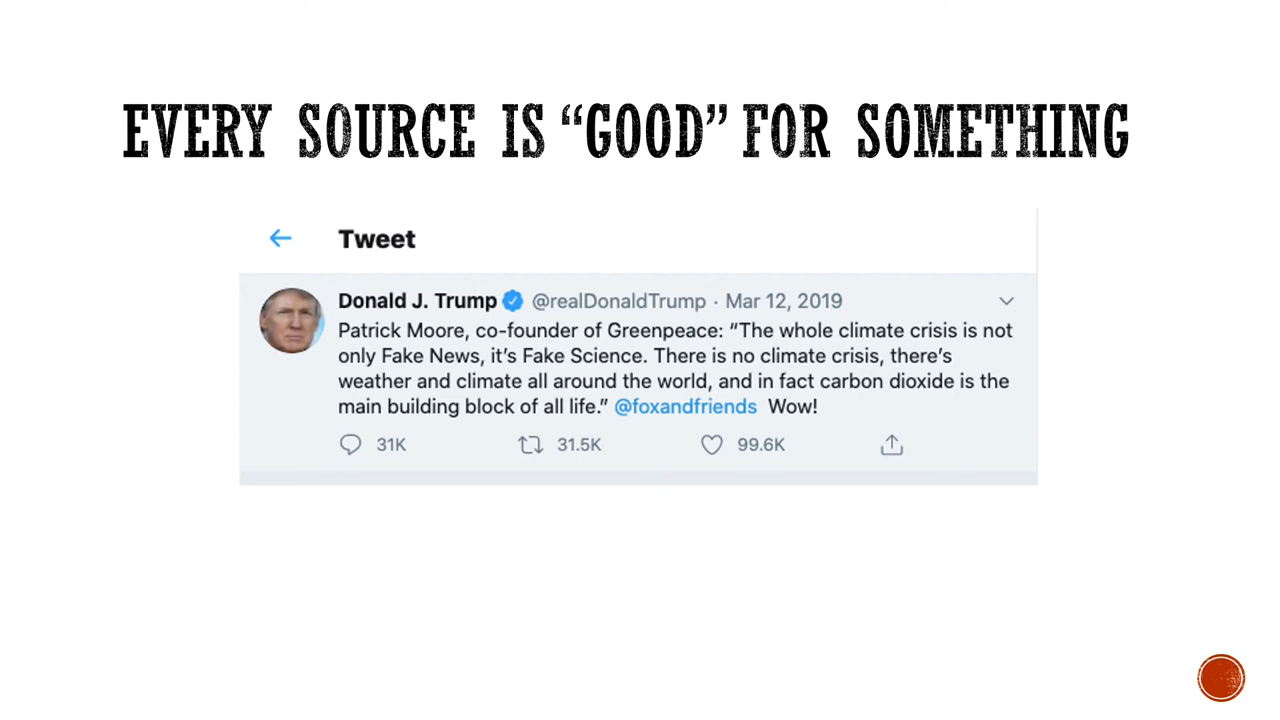 EVERY SOURCE IS “GOOD” FOR SOMETHING
Tweet
Donald J. Trump @realDonaldTrump · Mar 12, 2019
Patrick Moore, co-founder of Greenpeace: “The whole climate crisis is not
only Fake News, it’s Fake Science. There is no climate crisis, there’s
weather and climate all around the world, and in fact carbon dioxide is the
main building block of all life.” @foxandfriends Wow!
31K 31.5K 99.6K